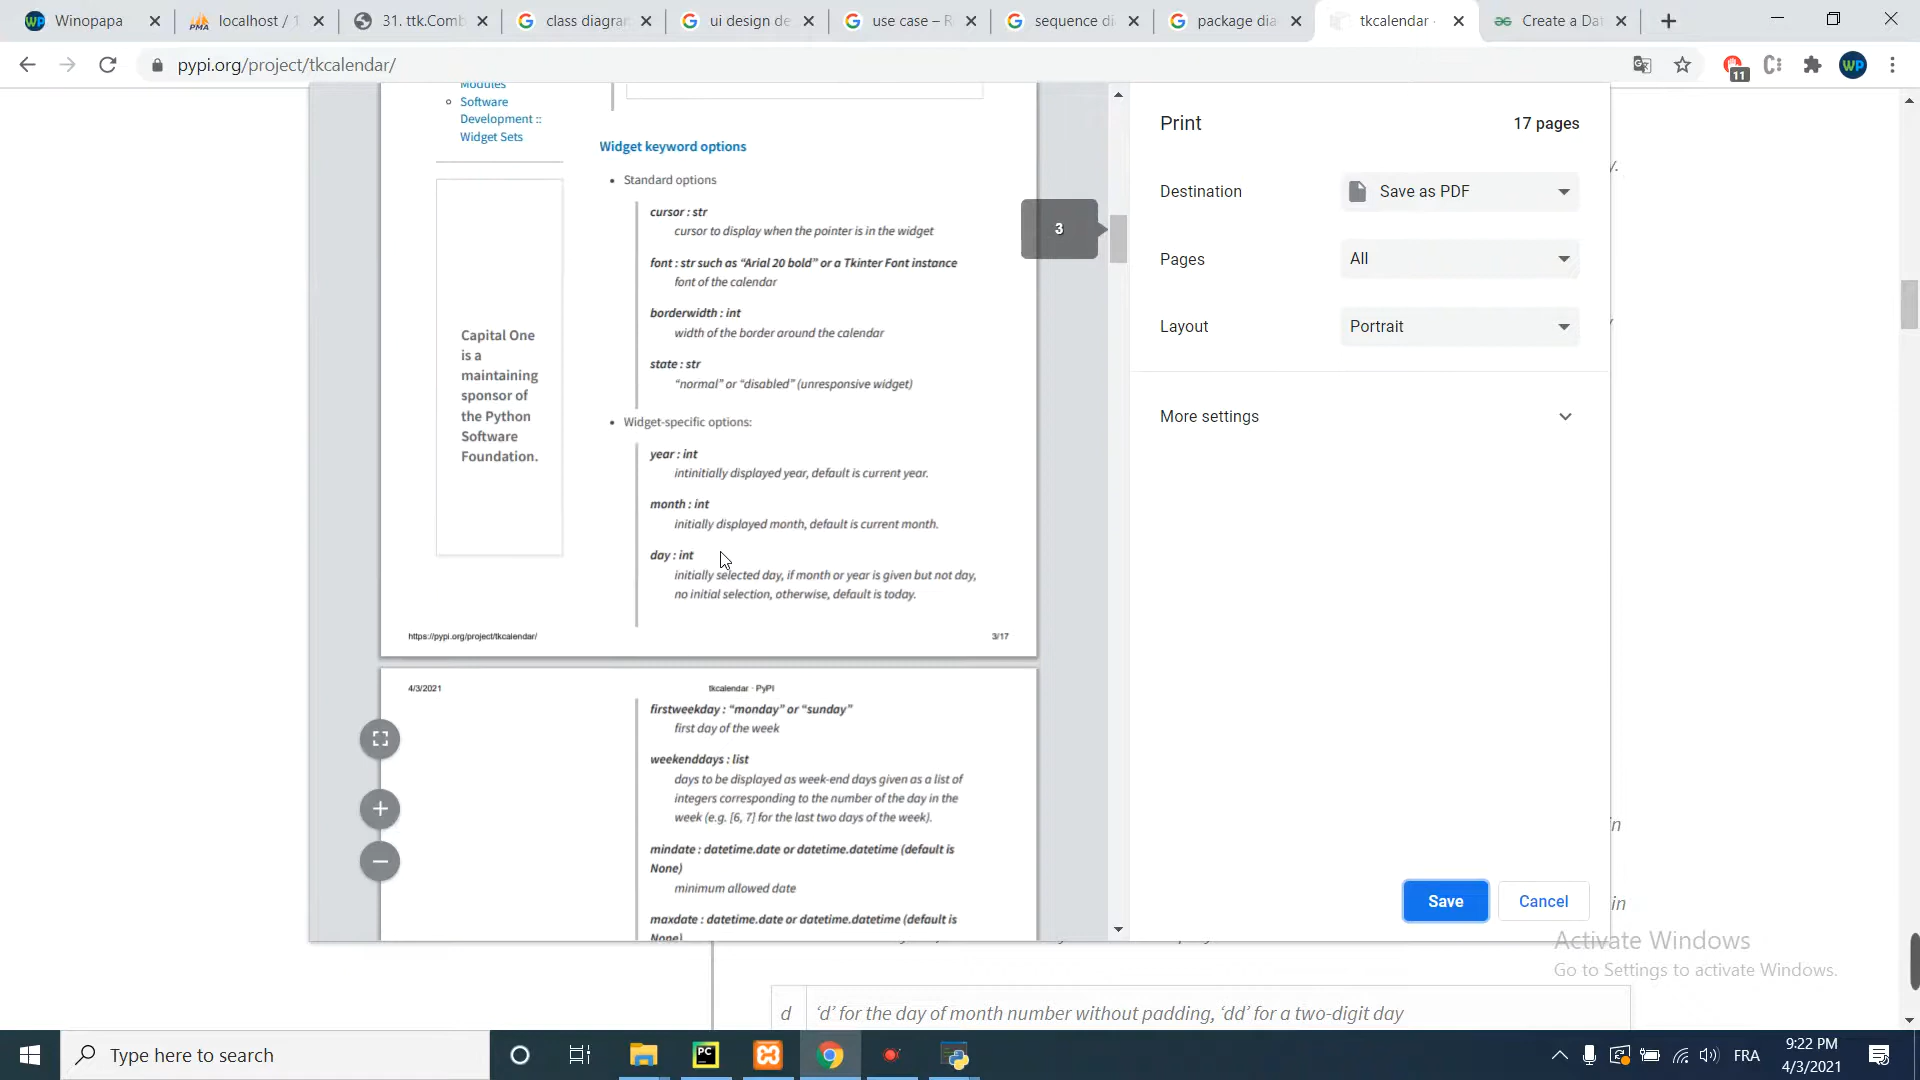 Winopapa
localhost / 1
31. ttk.Comb
class diagram
ui design de
use case – R
sequence di
package dia
tkcalendar ·
Create a Dat
pypi.org/project/tkcalendar/
11
WP
Modules
Software
Development ::
Widget Sets
Capital One
is a
maintaining
sponsor of
the Python
Software
Foundation.
Widget keyword options
Standard options
cursor : str
cursor to display when the pointer is in the widget
font : str such as “Arial 20 bold” or a Tkinter Font instance
font of the calendar
borderwidth : int
width of the border around the calendar
state : str
“normal” or “disabled” (unresponsive widget)
Widget-specific options:
year : int
intinitially displayed year, default is current year.
month : int
initially displayed month, default is current month.
day : int
initially selected day, if month or year is given but not day,
no initial selection, otherwise, default is today.
https://pypi.org/project/tkcalendar/
3/17
3
4/3/2021
tkcalendar · PyPI
firstweekday : “monday” or “sunday”
first day of the week
weekenddays : list
days to be displayed as week-end days given as a list of
integers corresponding to the number of the day in the
week (e.g. [6, 7] for the last two days of the week).
mindate : datetime.date or datetime.datetime (default is
None)
minimum allowed date
maxdate : datetime.date or datetime.datetime (default is
None)
Print
17 pages
Destination
Save as PDF
Pages
All
Layout
Portrait
More settings
Save
Cancel
y.
in
in
Activate Windows
Go to Settings to activate Windows.
d
‘d’ for the day of month number without padding, ‘dd’ for a two-digit day
Type here to search
FRA
9:22 PM
4/3/2021